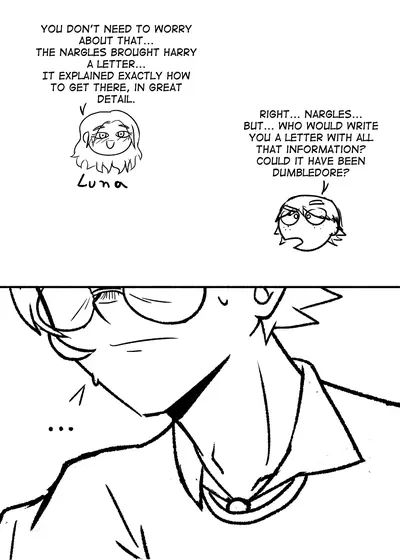 YOU DON'T NEED TO WORRY
ABOUT THAT...
THE NARGLES BROUGHT HARRY
A LETTER...
IT EXPLAINED EXACTLY HOW
TO GET THERE, IN GREAT
DETAIL.
Luna
RIGHT... NARGLES...
BUT... WHO WOULD WRITE
YOU A LETTER WITH ALL
THAT INFORMATION?
COULD IT HAVE BEEN
DUMBLEDORE?
...